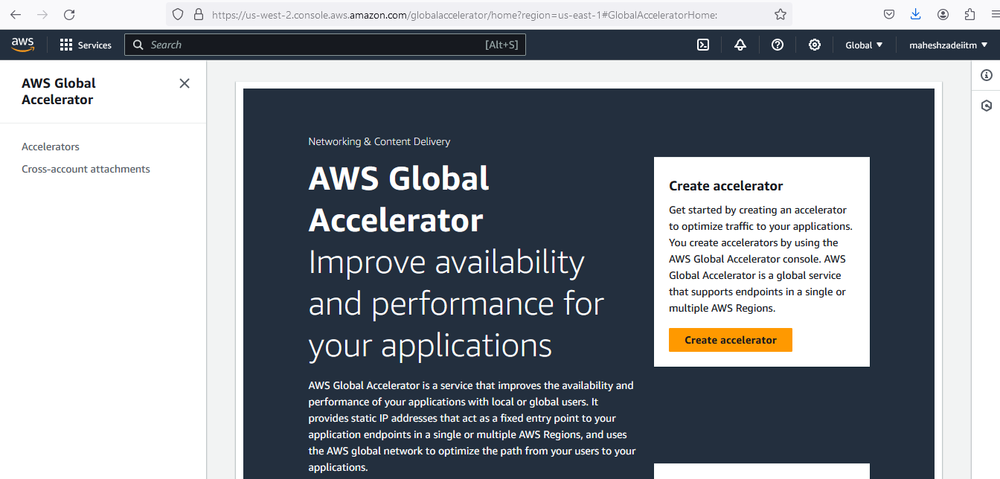 https://us-west-2.console.aws.amazon.com/globalaccelerator/home?region=us-east-1#GlobalAcceleratorHome:
aws
Services
Search
[Alt+S]
Global
maheshzadeiitm
AWS Global
Accelerator
Accelerators
Cross-account attachments
Networking & Content Delivery
AWS Global
Accelerator
Improve availability
and performance for
your applications
AWS Global Accelerator is a service that improves the availability and
performance of your applications with local or global users. It
provides static IP addresses that act as a fixed entry point to your
application endpoints in a single or multiple AWS Regions, and uses
the AWS global network to optimize the path from your users to your
applications.
Create accelerator
Get started by creating an accelerator
to optimize traffic to your applications.
You create accelerators by using the
AWS Global Accelerator console. AWS
Global Accelerator is a global service
that supports endpoints in a single or
multiple AWS Regions.
Create accelerator